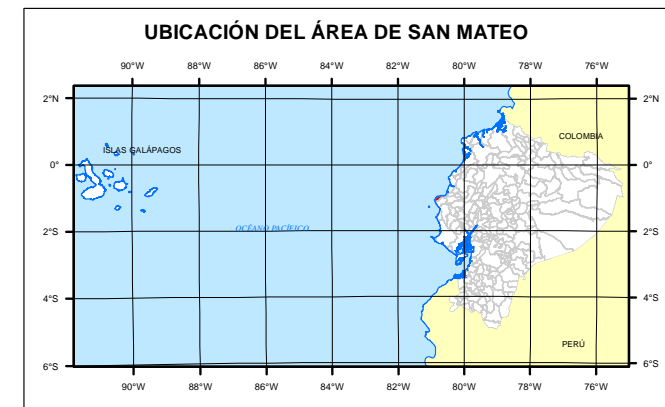 UBICACIÓN DEL ÁREA DE SAN MATEO
90°W 88°W 86°W 84°W 82°W 80°W 78°W 76°W
2°N 2°N
COLOMBIA
ISLAS GALÁPAGOS
0° 0°
2°S OCÉANO PACÍFICO 2°S
4°S 4°S
PERÚ
6°S 6°S
90°W 88°W 86°W 84°W 82°W 80°W 78°W 76°W